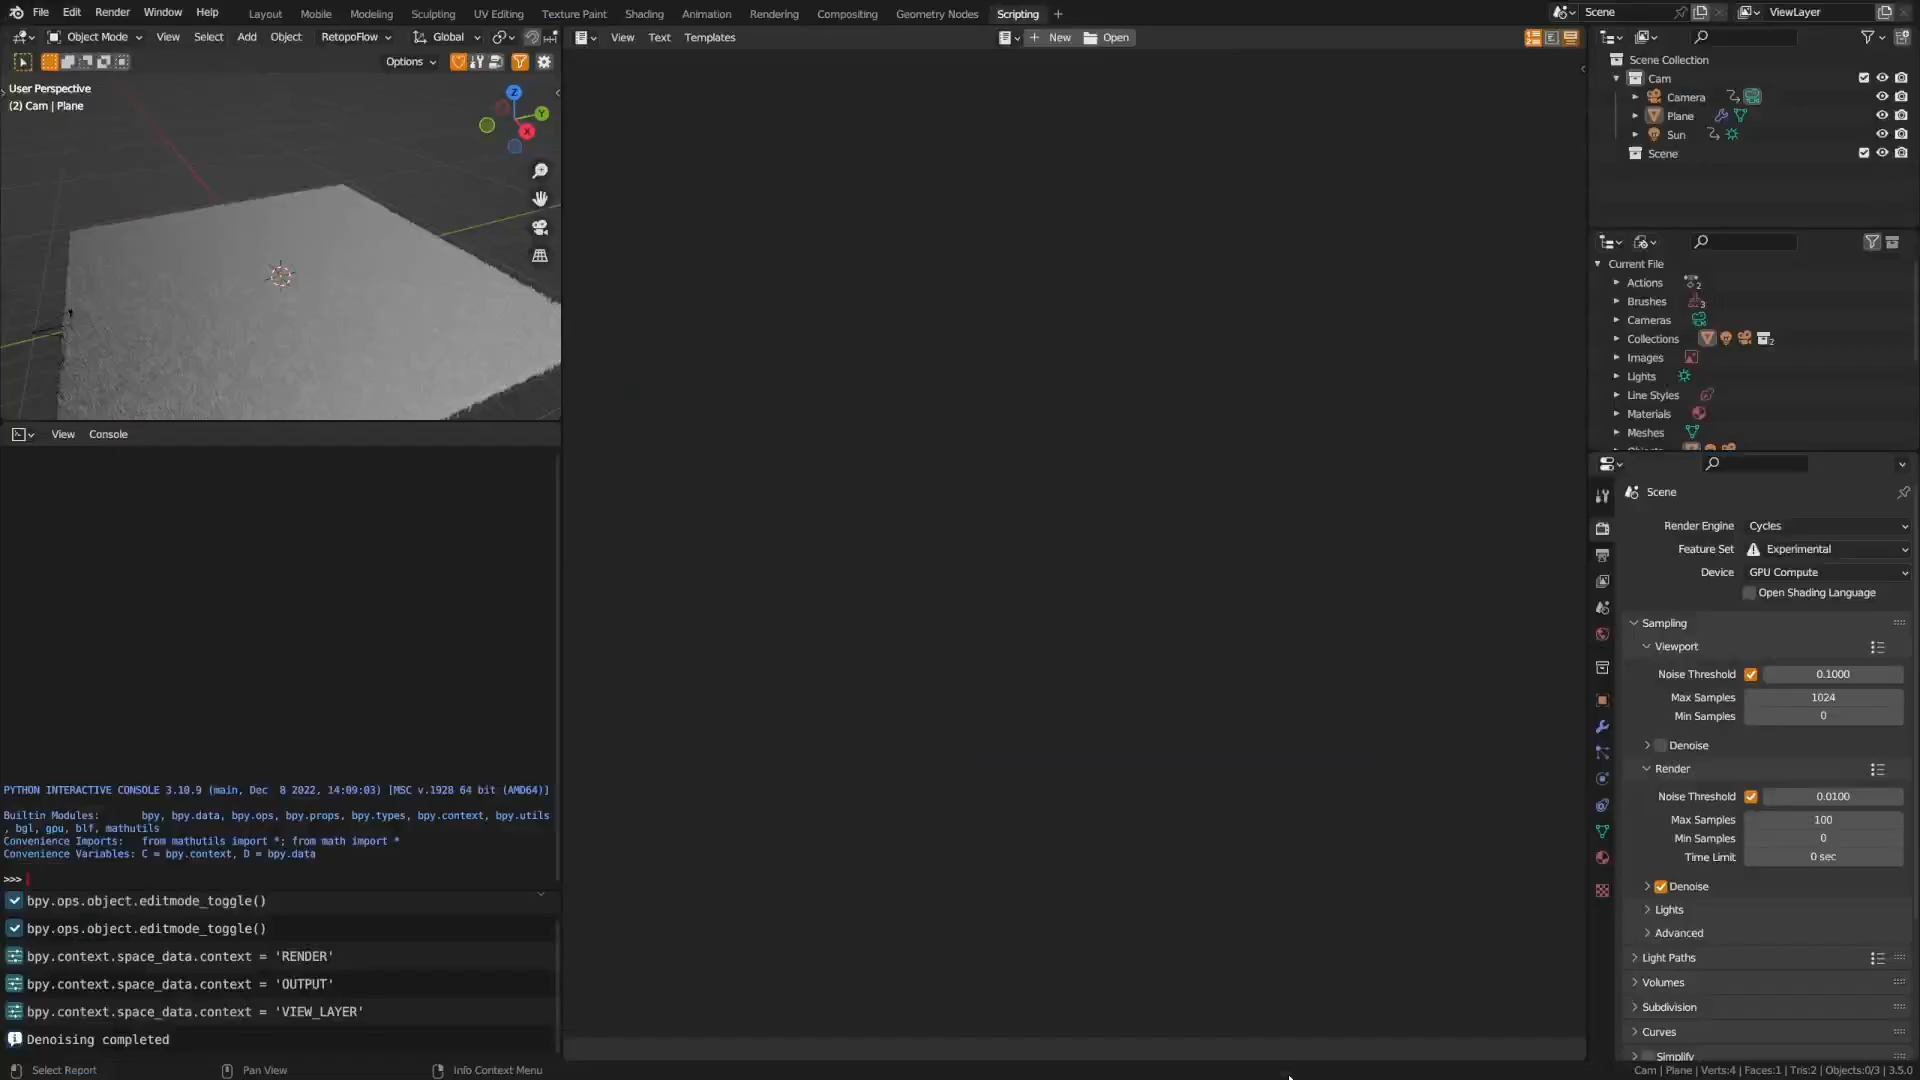 File Edit Render Window Help Layout Mobile Modeling Sculpting UV Editing Texture Paint Shading Animation Rendering Compositing Geometry Nodes Scripting + Scene ViewLayer
Object Mode View Select Add Object RetopoFlow Global View Text Templates + New Open
Options
User Perspective
(2) Cam | Plane
Z
Y
X
Scene Collection
Cam
Camera
Plane
Sun
Scene
Current File
Actions 2
Brushes 3
Cameras
Collections 2
Images
Lights
Line Styles
Materials
Meshes
View Console
PYTHON INTERACTIVE CONSOLE 3.10.9 (main, Dec  8 2022, 14:09:03) [MSC v.1928 64 bit (AMD64)]
Builtin Modules:       bpy, bpy.data, bpy.ops, bpy.props, bpy.types, bpy.context, bpy.utils
, bgl, gpu, blf, mathutils
Convenience Imports:   from mathutils import *; from math import *
Convenience Variables: C = bpy.context, D = bpy.data
>>>
bpy.ops.object.editmode_toggle()
bpy.ops.object.editmode_toggle()
bpy.context.space_data.context = 'RENDER'
bpy.context.space_data.context = 'OUTPUT'
bpy.context.space_data.context = 'VIEW_LAYER'
Denoising completed
Scene
Render Engine Cycles
Feature Set Experimental
Device GPU Compute
Open Shading Language
Sampling
Viewport
Noise Threshold 0.1000
Max Samples 1024
Min Samples 0
Denoise
Render
Noise Threshold 0.0100
Max Samples 100
Min Samples 0
Time Limit 0 sec
Denoise
Lights
Advanced
Light Paths
Volumes
Subdivision
Curves
Simplify
Select Report Pan View Info Context Menu Cam | Plane | Verts:4 | Faces:1 | Tris:2 | Objects:0/3 | 3.5.0